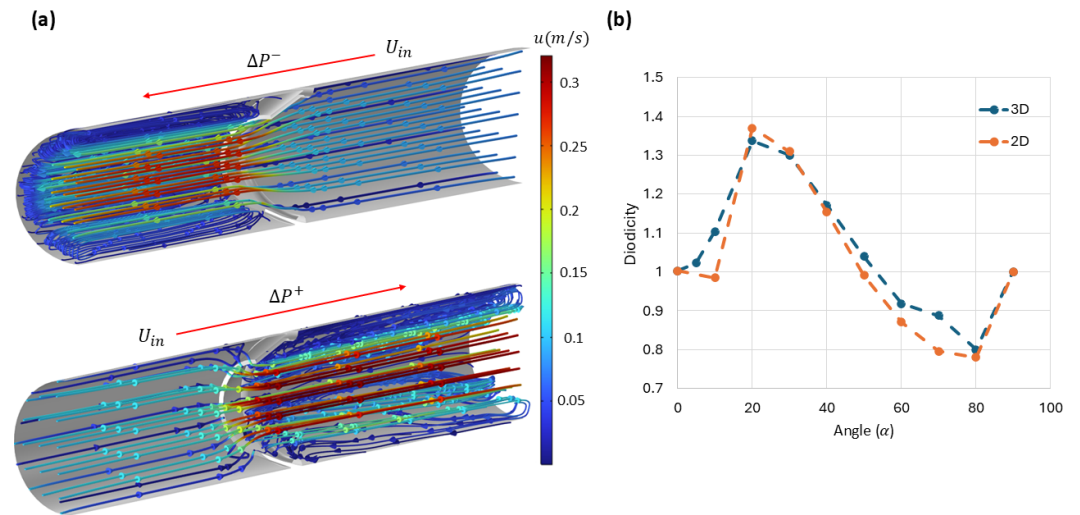 (a)
u(m/s)
ΔP⁻
U_in
0.3
0.25
0.2
0.15
0.1
0.05
ΔP⁺
U_in
(b)
1.5
1.4
1.3
1.2
1.1
1
0.9
0.8
0.7
Diodicity
3D
2D
0 20 40 60 80 100
Angle (α)